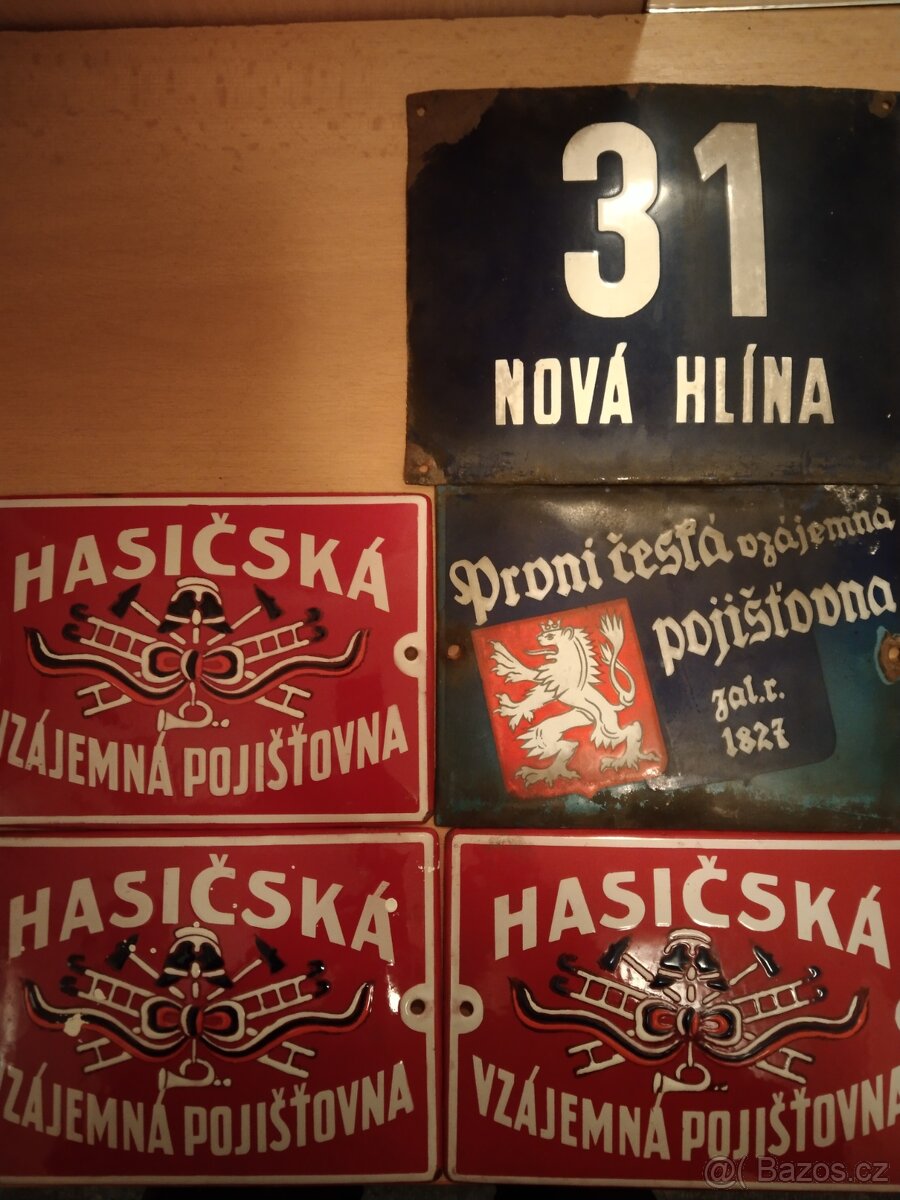 31
NOVÁ HLÍNA
HASIČSKÁ
VZÁJEMNÁ POJIŠŤOVNA
První česká vzájemná
pojišťovna
zal.r.
1827
HASIČSKÁ
VZÁJEMNÁ POJIŠŤOVNA
HASIČSKÁ
VZÁJEMNÁ POJIŠŤOVNA
@( Bazos.cz